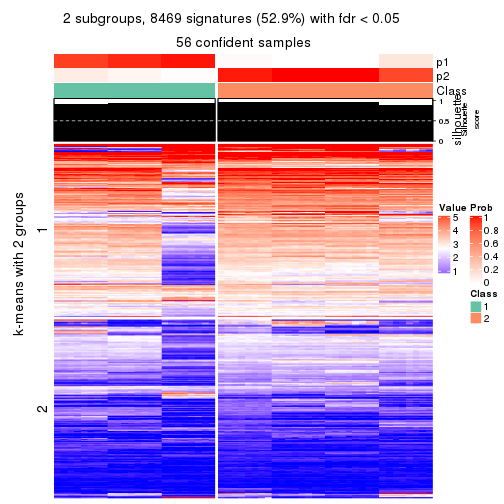 2 subgroups, 8469 signatures (52.9%) with fdr < 0.05
56 confident samples
p1
p2
Class
silhouette
Silhouette
score
1
0.5
0
k-means with 2 groups
1
2
Value
5
4
3
2
1
Prob
1
0.8
0.6
0.4
0.2
0
Class
1
2